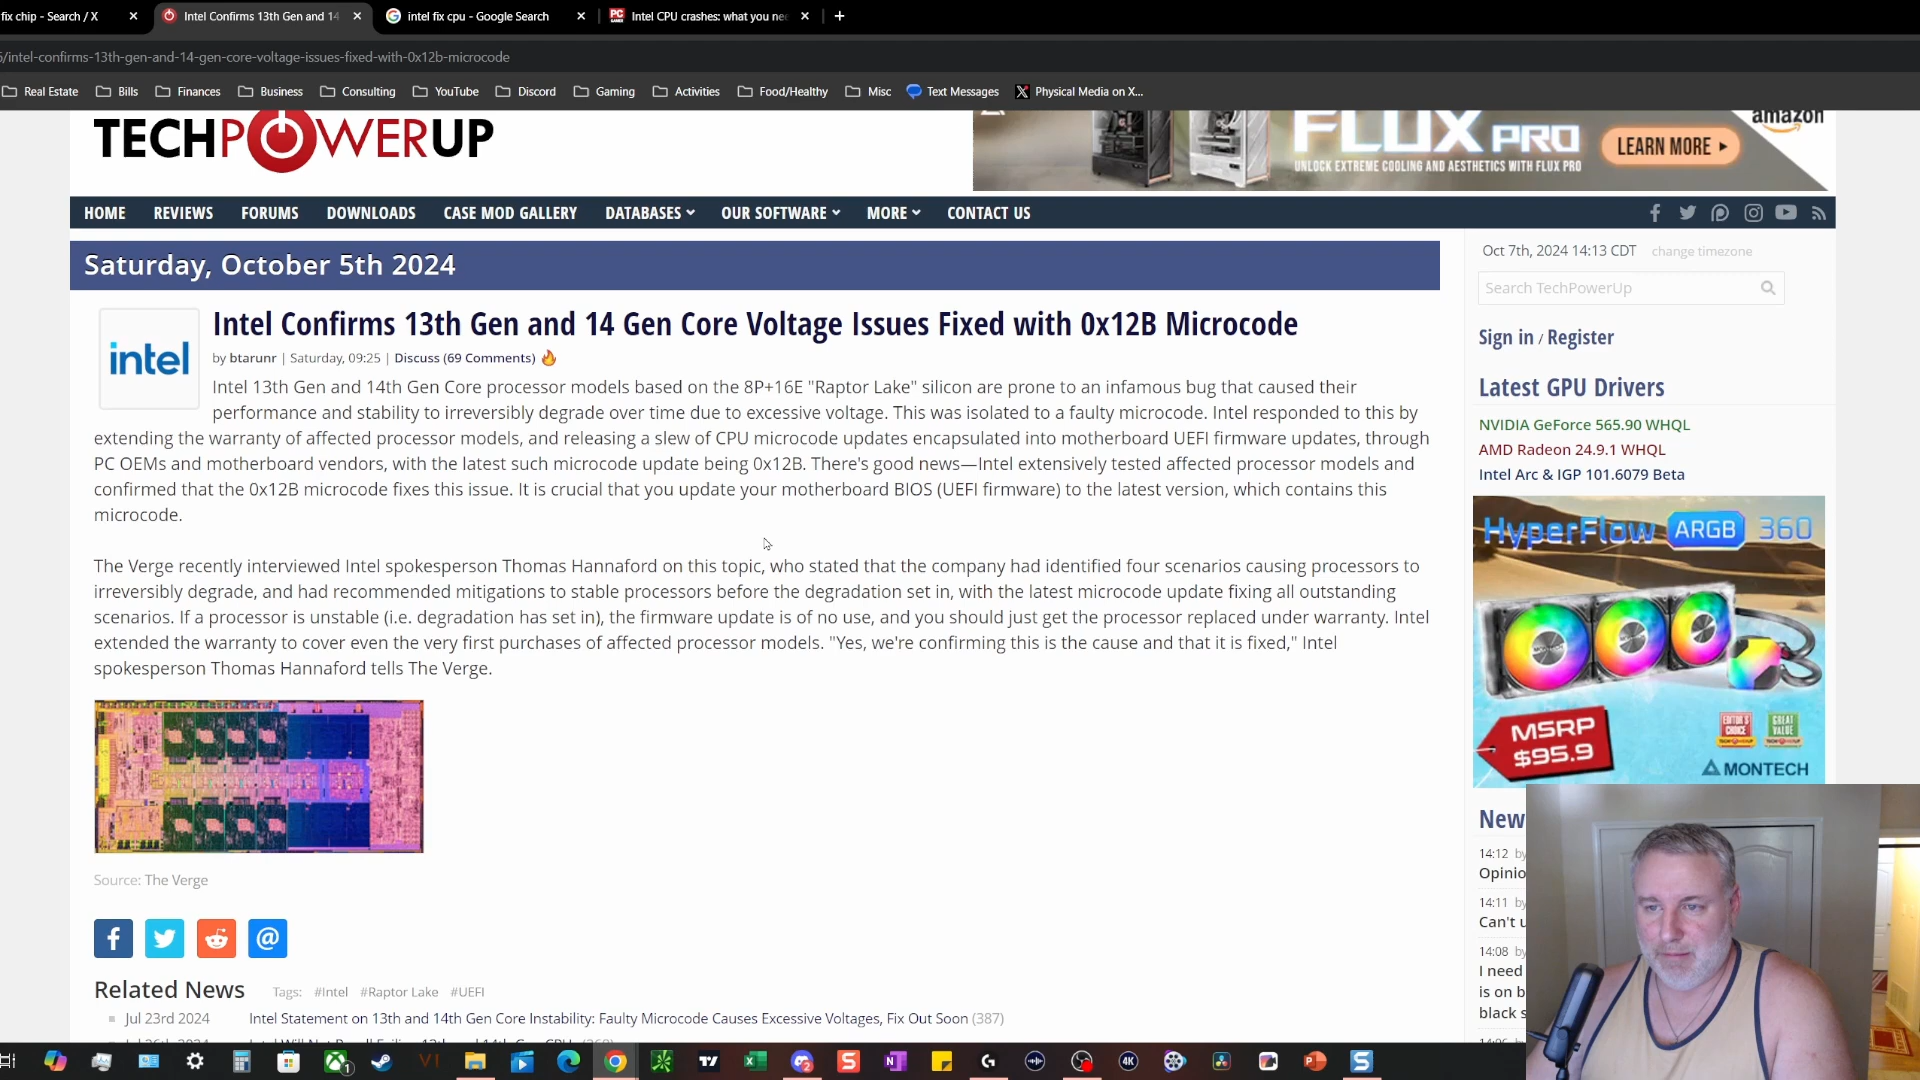 fix chip - Search / X
Intel Confirms 13th Gen and 14
intel fix cpu - Google Search
Intel CPU crashes: what you nee
/intel-confirms-13th-gen-and-14-gen-core-voltage-issues-fixed-with-0x12b-microcode
Real Estate Bills Finances Business Consulting YouTube Discord Gaming Activities Food/Healthy Misc Text Messages Physical Media on X...
TECHPOWERUP
FLUX PRO
UNLOCK EXTREME COOLING AND AESTHETICS WITH FLUX PRO
LEARN MORE
amazon
HOME REVIEWS FORUMS DOWNLOADS CASE MOD GALLERY DATABASES OUR SOFTWARE MORE CONTACT US
Saturday, October 5th 2024
Oct 7th, 2024 14:13 CDT change timezone
Search TechPowerUp
Sign in / Register
intel
Intel Confirms 13th Gen and 14 Gen Core Voltage Issues Fixed with 0x12B Microcode
by btarunr | Saturday, 09:25 | Discuss (69 Comments)
Intel 13th Gen and 14th Gen Core processor models based on the 8P+16E "Raptor Lake" silicon are prone to an infamous bug that caused their
performance and stability to irreversibly degrade over time due to excessive voltage. This was isolated to a faulty microcode. Intel responded to this by
extending the warranty of affected processor models, and releasing a slew of CPU microcode updates encapsulated into motherboard UEFI firmware updates, through
PC OEMs and motherboard vendors, with the latest such microcode update being 0x12B. There's good news—Intel extensively tested affected processor models and
confirmed that the 0x12B microcode fixes this issue. It is crucial that you update your motherboard BIOS (UEFI firmware) to the latest version, which contains this
microcode.
The Verge recently interviewed Intel spokesperson Thomas Hannaford on this topic, who stated that the company had identified four scenarios causing processors to
irreversibly degrade, and had recommended mitigations to stable processors before the degradation set in, with the latest microcode update fixing all outstanding
scenarios. If a processor is unstable (i.e. degradation has set in), the firmware update is of no use, and you should just get the processor replaced under warranty. Intel
extended the warranty to cover even the very first purchases of affected processor models. "Yes, we're confirming this is the cause and that it is fixed," Intel
spokesperson Thomas Hannaford tells The Verge.
Source: The Verge
Related News Tags: #Intel #Raptor Lake #UEFI
Jul 23rd 2024 Intel Statement on 13th and 14th Gen Core Instability: Faulty Microcode Causes Excessive Voltages, Fix Out Soon (387)
Latest GPU Drivers
NVIDIA GeForce 565.90 WHQL
AMD Radeon 24.9.1 WHQL
Intel Arc & IGP 101.6079 Beta
HyperFlow ARGB 360
MSRP
$95.9
EDITOR'S CHOICE
GREAT VALUE
MONTECH
New
14:12 by
Opinio
14:11 by
Can't u
14:08 by
I need
is on b
black s